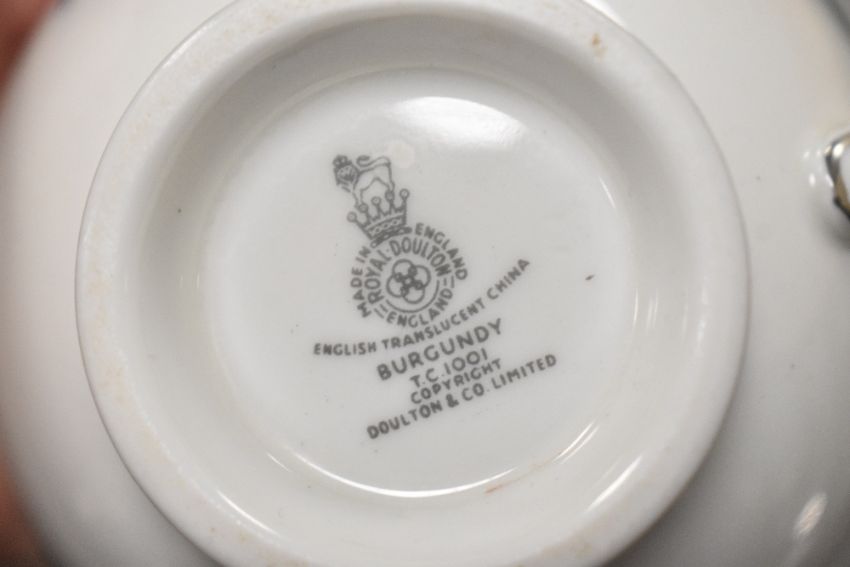 MADE IN ENGLAND
ROYAL·DOULTON
ENGLAND
ENGLISH TRANSLUCENT CHINA
BURGUNDY
T.C.1001
COPYRIGHT
DOULTON & CO. LIMITED